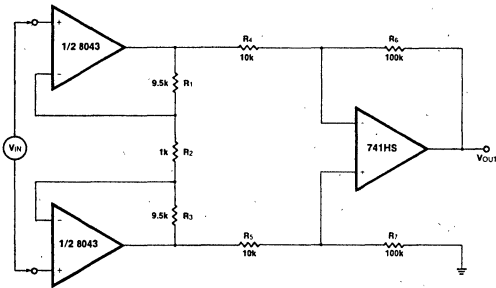 +
1/2 8043
-
9.5k R1
R4
10k
R6
100k
VIN
1k R2
-
741HS
+
VOUT
-
9.5k R3
1/2 8043
+
R5
10k
R7
100k